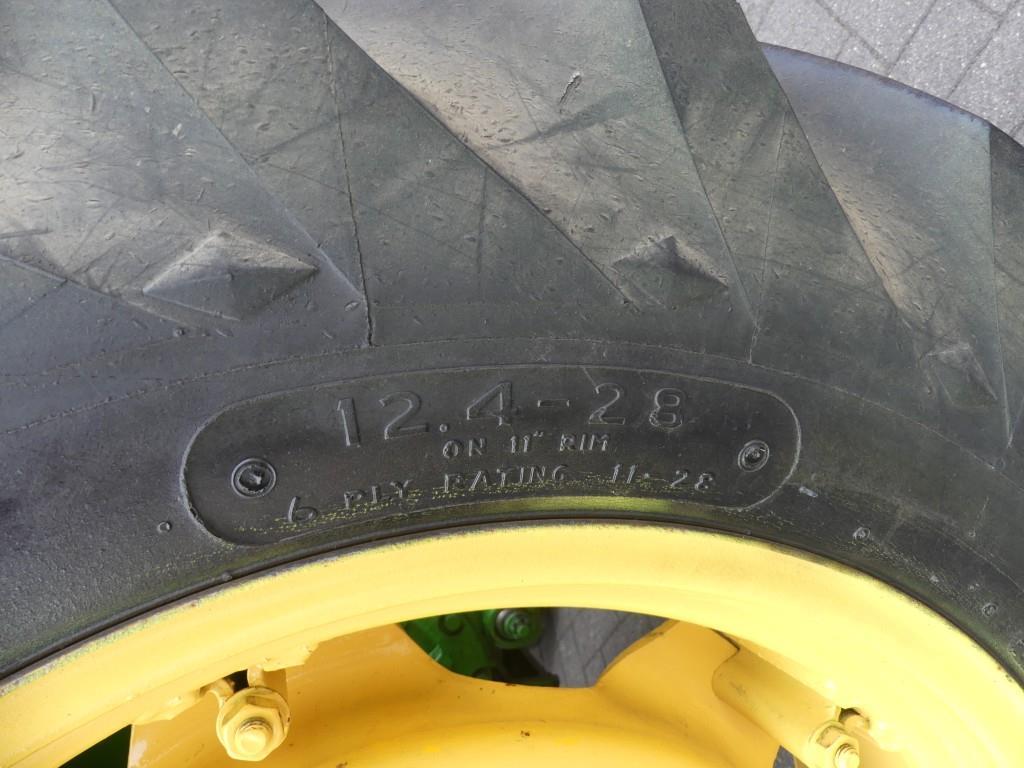 12.4-28
ON 11" RIM
6 PLY RATING 11-28